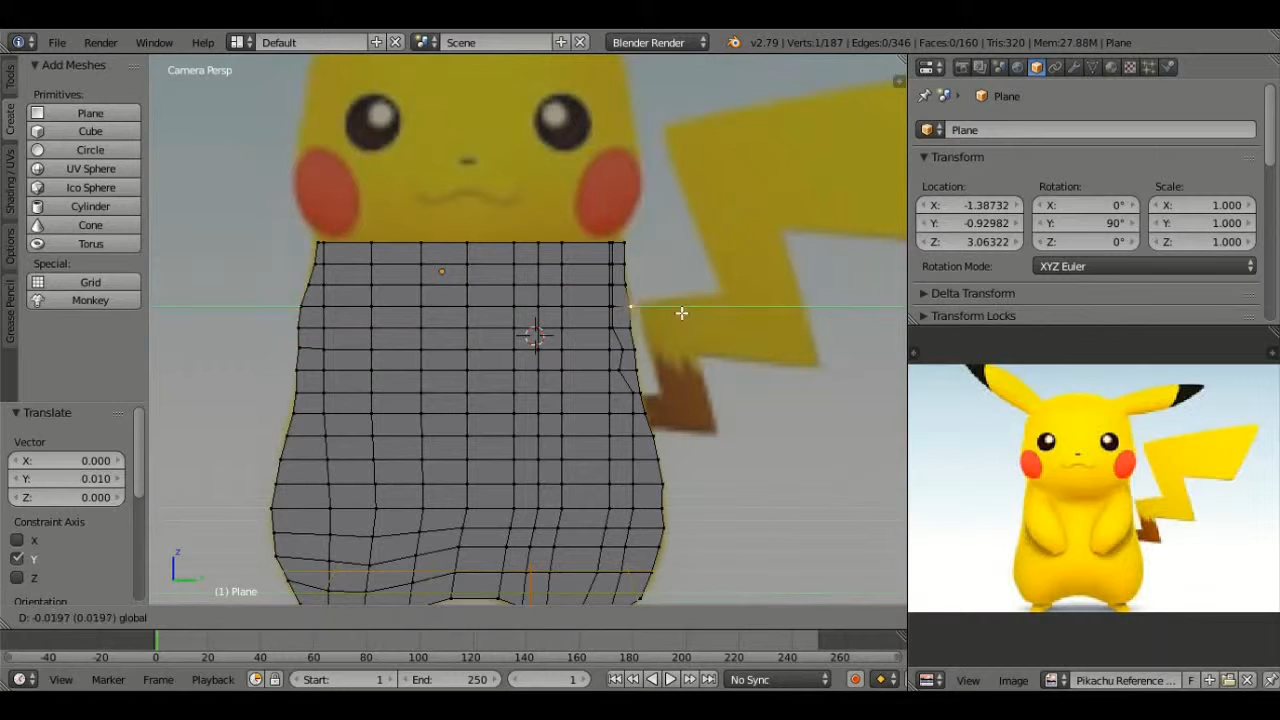 File Render Window Help Default Scene Blender Render v2.79 | Verts:1/187 | Edges:0/346 | Faces:0/160 | Tris:320 | Mem:27.88M | Plane
Tools
Create
Shading / UVs
Options
Grease Pencil
Add Meshes
Primitives:
Plane
Cube
Circle
UV Sphere
Ico Sphere
Cylinder
Cone
Torus
Special:
Grid
Monkey
Translate
Vector
X: 0.000
Y: 0.010
Z: 0.000
Constraint Axis
X
Y
Z
Orientation
Camera Persp
z
(1) Plane
D: -0.0197 (0.0197) global
Plane
Plane
Transform
Location: Rotation: Scale:
X: -1.38732 X: 0° X: 1.000
Y: -0.92982 Y: 90° Y: 1.000
Z: 3.06322 Z: 0° Z: 1.000
Rotation Mode: XYZ Euler
Delta Transform
Transform Locks
-40 -20 0 20 40 60 80 100 120 140 160 180 200 220 240 260
View Marker Frame Playback Start: 1 End: 250 1 No Sync
View Image Pikachu Reference ... F